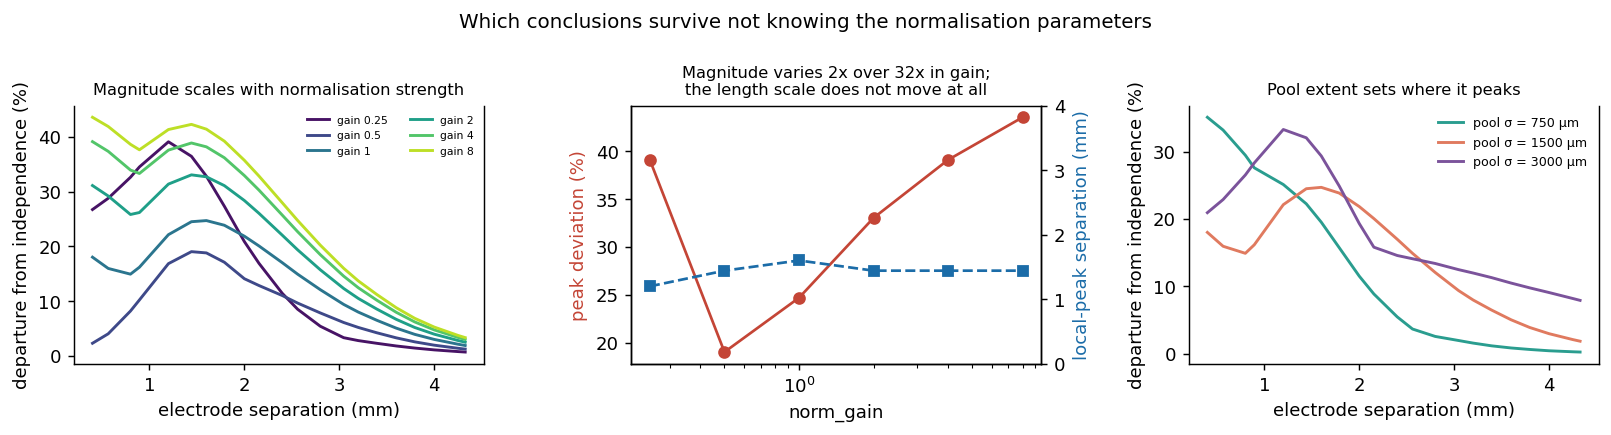 Which conclusions survive not knowing the normalisation parameters
Magnitude scales with normalisation strength
departure from independence (%)
40
30
20
10
0
gain 0.25
gain 0.5
gain 1
gain 2
gain 4
gain 8
1
2
3
4
electrode separation (mm)
Magnitude varies 2x over 32x in gain;
the length scale does not move at all
peak deviation (%)
40
35
30
25
20
10⁰
norm_gain
4
3
2
1
0
local-peak separation (mm)
Pool extent sets where it peaks
departure from independence (%)
30
20
10
0
pool σ = 750 µm
pool σ = 1500 µm
pool σ = 3000 µm
1
2
3
4
electrode separation (mm)